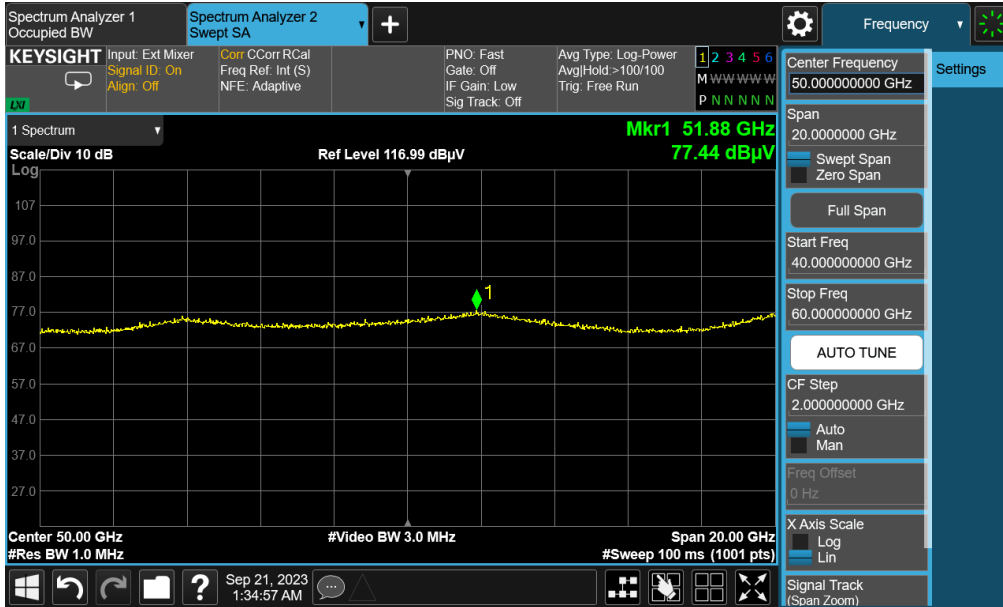 Spectrum Analyzer 1
Occupied BW
Spectrum Analyzer 2
Swept SA
Frequency
KEYSIGHT
LXI
Input: Ext Mixer
Signal ID: On
Align: Off
Corr CCorr RCal
Freq Ref: Int (S)
NFE: Adaptive
PNO: Fast
Gate: Off
IF Gain: Low
Sig Track: Off
Avg Type: Log-Power
Avg|Hold:>100/100
Trig: Free Run
1 2 3 4 5 6
M W W W W W
P N N N N N
1 Spectrum
Scale/Div 10 dB
Log
Ref Level 116.99 dBµV
Mkr1 51.88 GHz
77.44 dBµV
107
97.0
87.0
77.0
67.0
57.0
47.0
37.0
27.0
1
Center 50.00 GHz
#Res BW 1.0 MHz
#Video BW 3.0 MHz
Span 20.00 GHz
#Sweep 100 ms (1001 pts)
Center Frequency
50.000000000 GHz
Settings
Span
20.0000000 GHz
Swept Span
Zero Span
Full Span
Start Freq
40.000000000 GHz
Stop Freq
60.000000000 GHz
AUTO TUNE
CF Step
2.000000000 GHz
Auto
Man
Freq Offset
0 Hz
X Axis Scale
Log
Lin
Signal Track
(Span Zoom)
?
Sep 21, 2023
1:34:57 AM